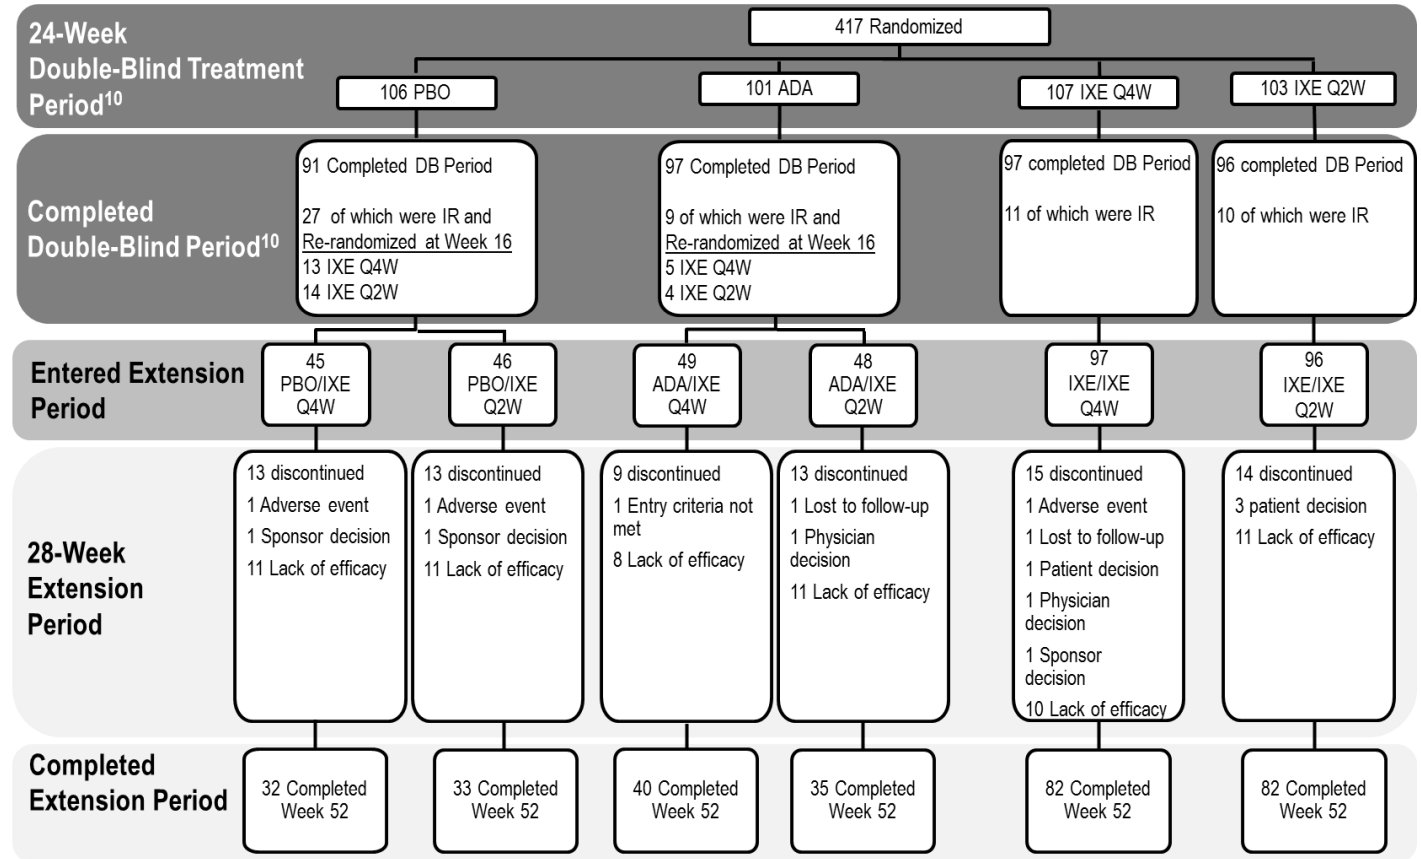 24-Week
Double-Blind Treatment
Period10
417 Randomized
106 PBO
101 ADA
107 IXE Q4W
103 IXE Q2W
Completed
Double-Blind Period10
91 Completed DB Period
27 of which were IR and
Re-randomized at Week 16
13 IXE Q4W
14 IXE Q2W
97 Completed DB Period
9 of which were IR and
Re-randomized at Week 16
5 IXE Q4W
4 IXE Q2W
97 completed DB Period
11 of which were IR
96 completed DB Period
10 of which were IR
Entered Extension
Period
45
PBO/IXE
Q4W
46
PBO/IXE
Q2W
49
ADA/IXE
Q4W
48
ADA/IXE
Q2W
97
IXE/IXE
Q4W
96
IXE/IXE
Q2W
28-Week
Extension
Period
13 discontinued
1 Adverse event
1 Sponsor decision
11 Lack of efficacy
13 discontinued
1 Adverse event
1 Sponsor decision
11 Lack of efficacy
9 discontinued
1 Entry criteria not
met
8 Lack of efficacy
13 discontinued
1 Lost to follow-up
1 Physician
decision
11 Lack of efficacy
15 discontinued
1 Adverse event
1 Lost to follow-up
1 Patient decision
1 Physician
decision
1 Sponsor
decision
10 Lack of efficacy
14 discontinued
3 patient decision
11 Lack of efficacy
Completed
Extension Period
32 Completed
Week 52
33 Completed
Week 52
40 Completed
Week 52
35 Completed
Week 52
82 Completed
Week 52
82 Completed
Week 52